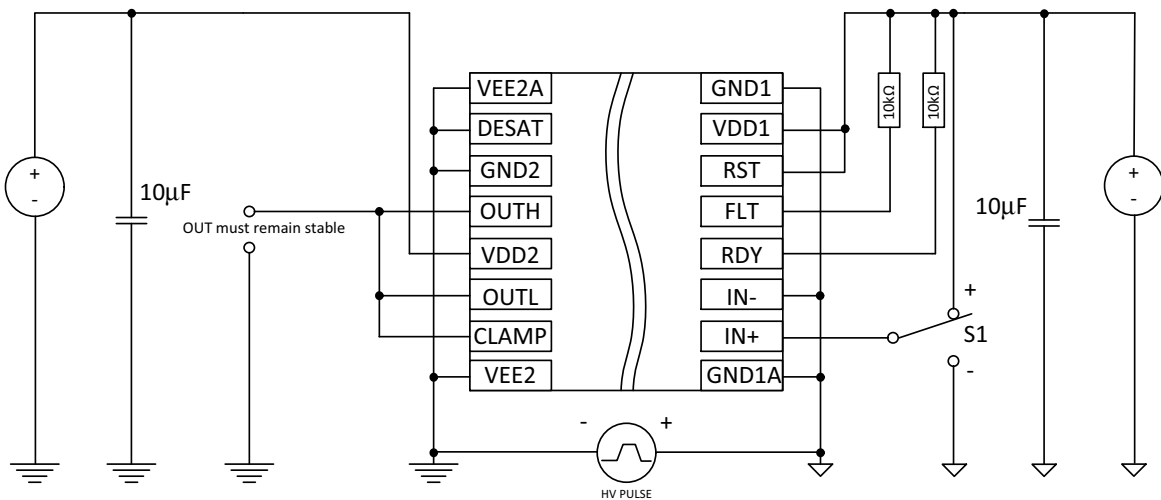 VEE2A
DESAT
GND2
OUTH
VDD2
OUTL
CLAMP
VEE2
GND1
VDD1
RST
FLT
RDY
IN-
IN+
GND1A
+
-
10µF
OUT must remain stable
10kΩ
10kΩ
10µF
+
-
+
S1
-
-
+
HV PULSE